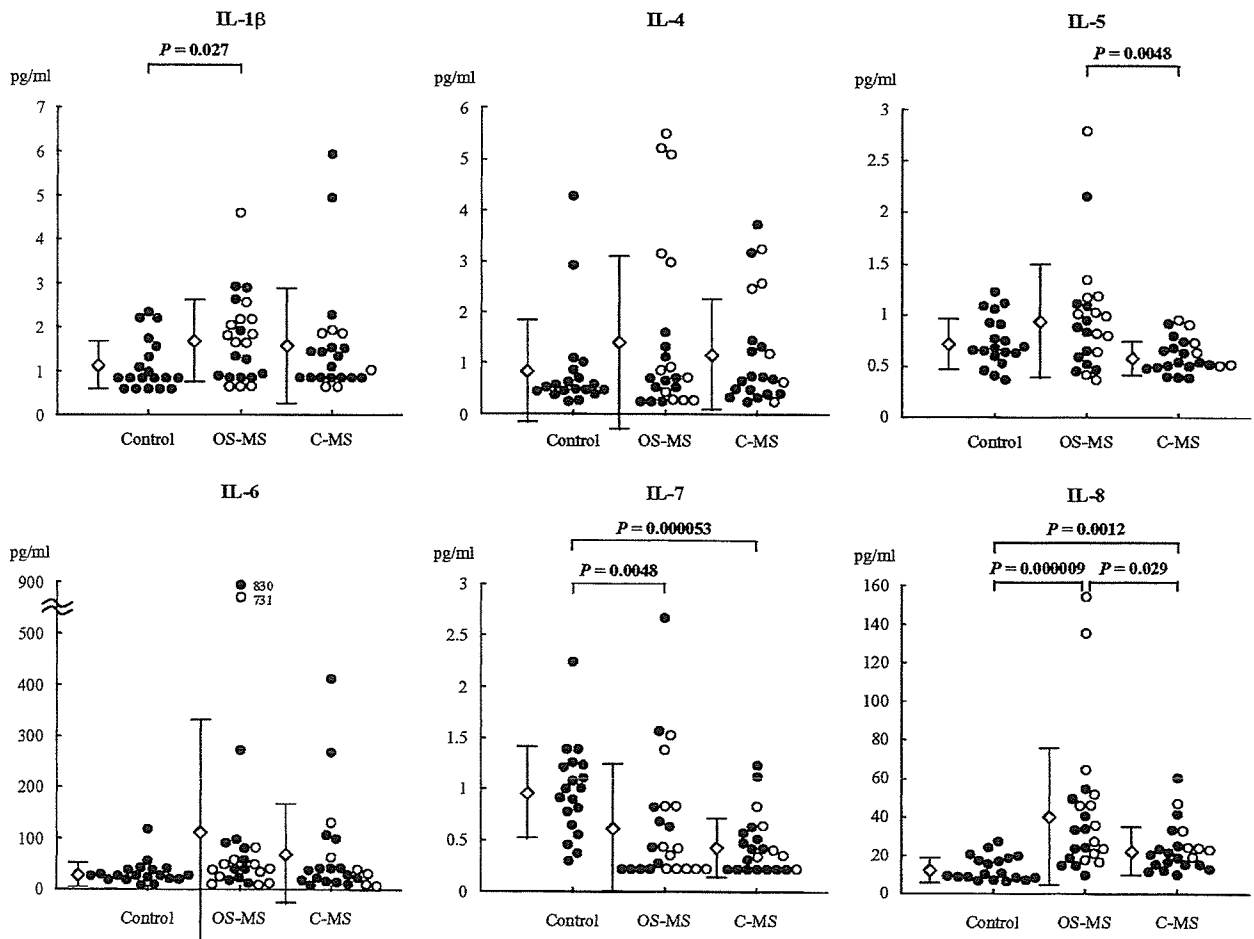 IL-1β
P = 0.027
pg/ml
7
6
5
4
3
2
1
0
Control OS-MS C-MS
IL-4
pg/ml
6
5
4
3
2
1
0
Control OS-MS C-MS
IL-5
P = 0.0048
pg/ml
3
2.5
2
1.5
1
0.5
0
Control OS-MS C-MS
IL-6
pg/ml
900
830
731
500
400
300
200
100
0
Control OS-MS C-MS
IL-7
P = 0.000053
pg/ml
P = 0.0048
3
2.5
2
1.5
1
0.5
0
Control OS-MS C-MS
IL-8
P = 0.0012
pg/ml
P = 0.000009 P = 0.029
160
140
120
100
80
60
40
20
0
Control OS-MS C-MS